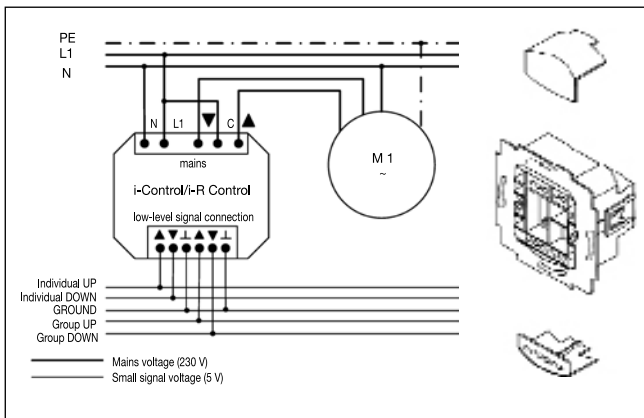 PE
L1
N
N L1 ▼ C ▲
mains
M 1
~
i-Control/i-R Control
low-level signal connection
▲ ▼ ⊥ ▲ ▼ ⊥
Individual UP
Individual DOWN
GROUND
Group UP
Group DOWN
Mains voltage (230 V)
Small signal voltage (5 V)